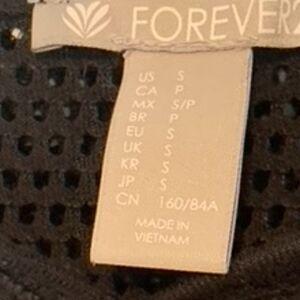 FOREVER
US S
CA P
MX S/P
BR P
EU S
UK S
KR S
JP S
CN 160/84A
MADE IN
VIETNAM